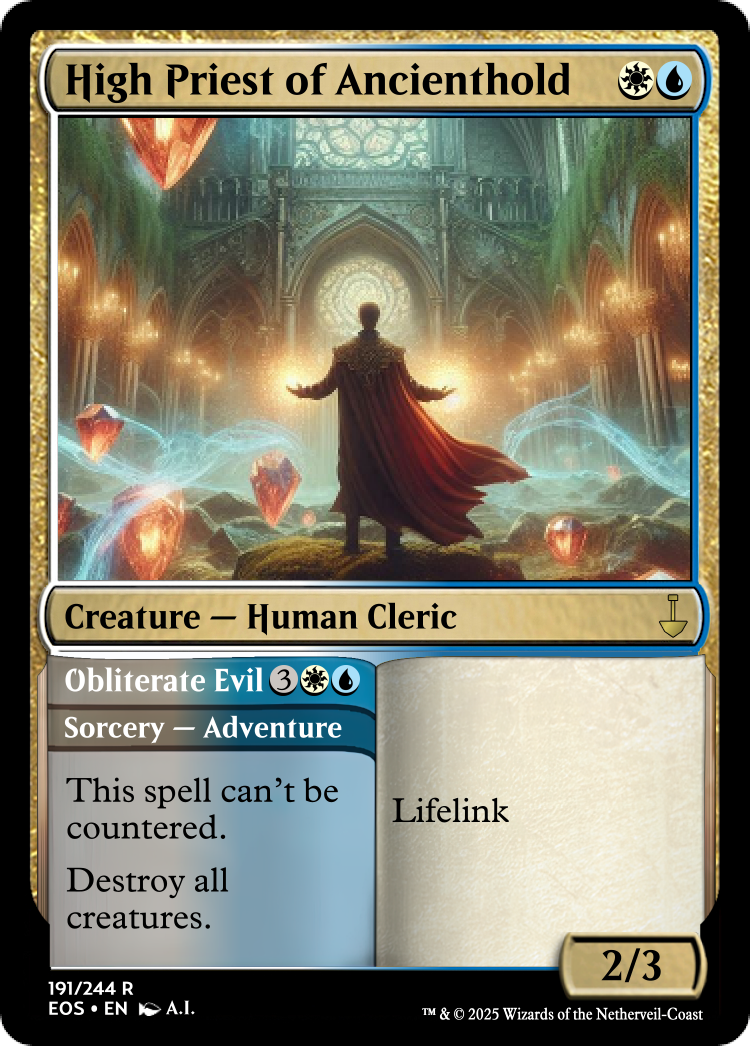 High Priest of Ancienthold
Creature — Human Cleric
Obliterate Evil 3
Sorcery — Adventure
This spell can't be
countered.
Destroy all
creatures.
Lifelink
2/3
191/244 R
EOS • EN A.I.
™ & © 2025 Wizards of the Netherveil-Coast